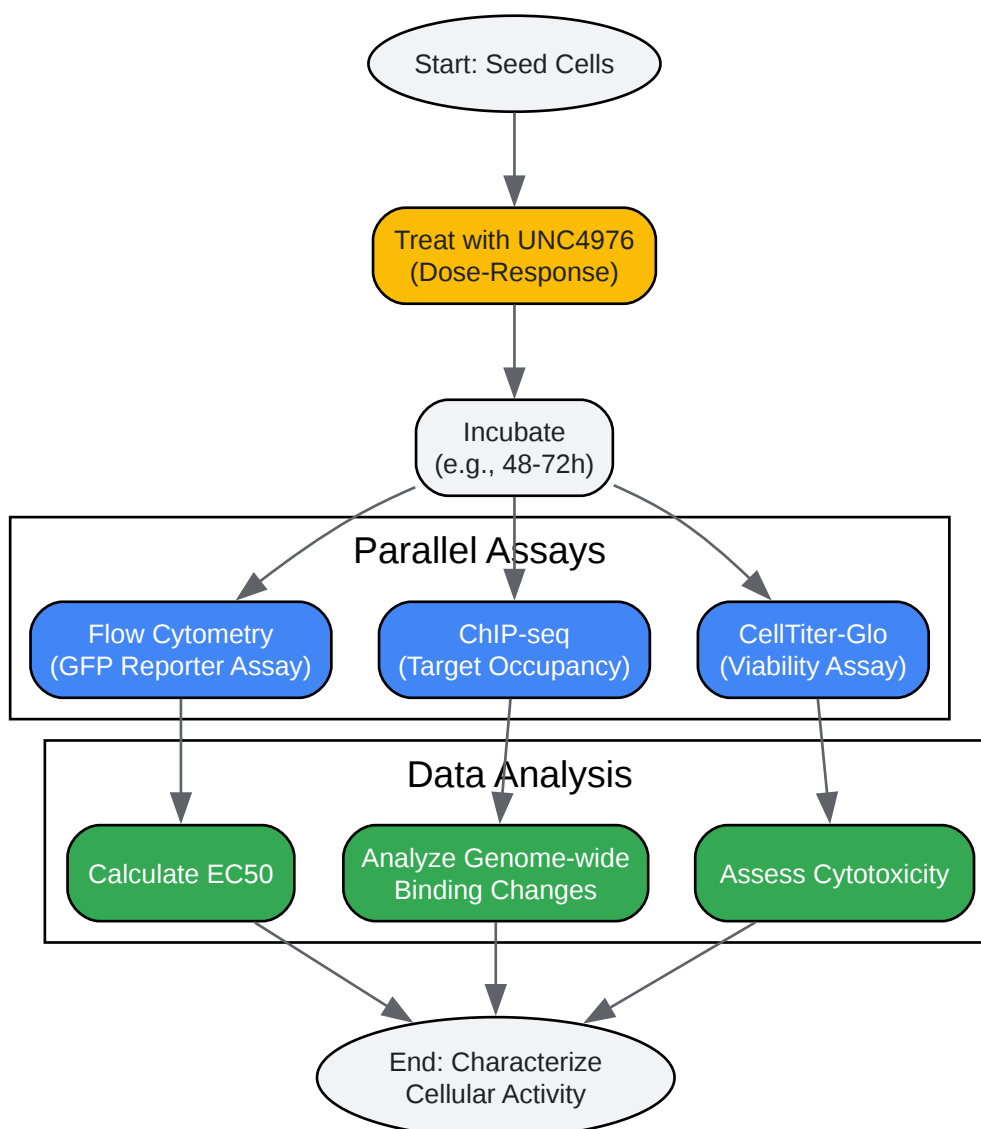 Start: Seed Cells
Treat with UNC4976
(Dose-Response)
Incubate
(e.g., 48-72h)
Parallel Assays
Flow Cytometry
(GFP Reporter Assay)
ChIP-seq
(Target Occupancy)
CellTiter-Glo
(Viability Assay)
Data Analysis
Calculate EC50
Analyze Genome-wide
Binding Changes
Assess Cytotoxicity
End: Characterize
Cellular Activity